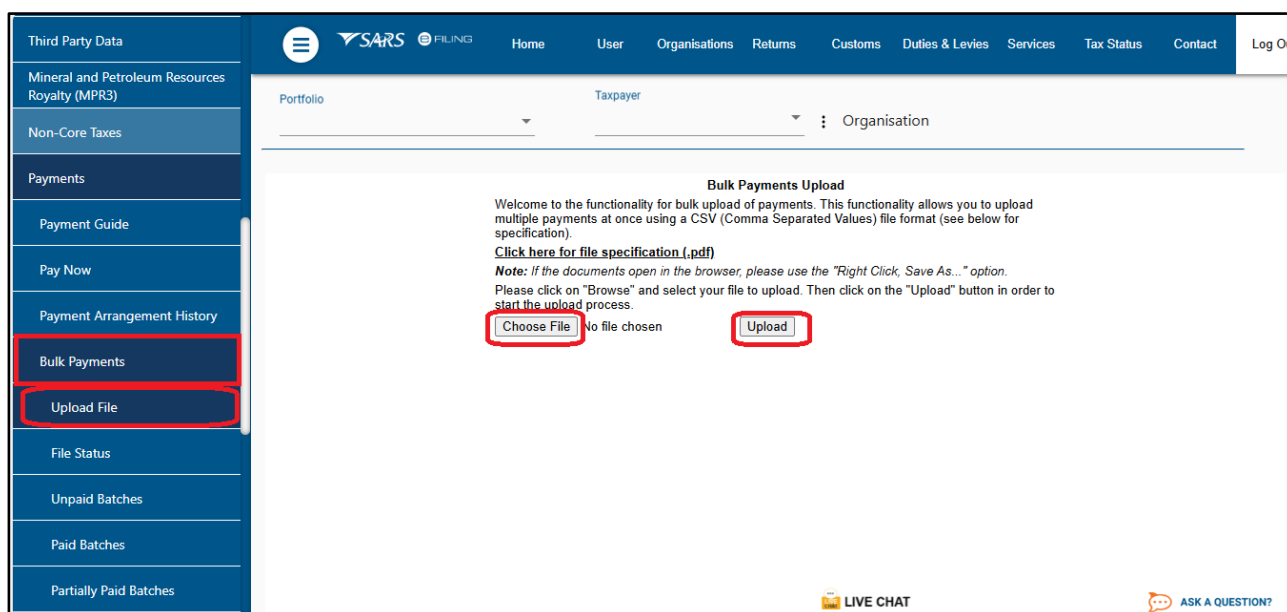 Third Party Data
Mineral and Petroleum Resources
Royalty (MPR3)
Non-Core Taxes
Payments
Payment Guide
Pay Now
Payment Arrangement History
Bulk Payments
Upload File
File Status
Unpaid Batches
Paid Batches
Partially Paid Batches
SARS e FILING Home User Organisations Returns Customs Duties & Levies Services Tax Status Contact Log O
Portfolio Taxpayer
Organisation
Bulk Payments Upload
Welcome to the functionality for bulk upload of payments. This functionality allows you to upload
multiple payments at once using a CSV (Comma Separated Values) file format (see below for
specification).
Click here for file specification (.pdf)
Note: If the documents open in the browser, please use the "Right Click, Save As..." option.
Please click on "Browse" and select your file to upload. Then click on the "Upload" button in order to
start the upload process.
Choose File No file chosen Upload
LIVE CHAT ASK A QUESTION?